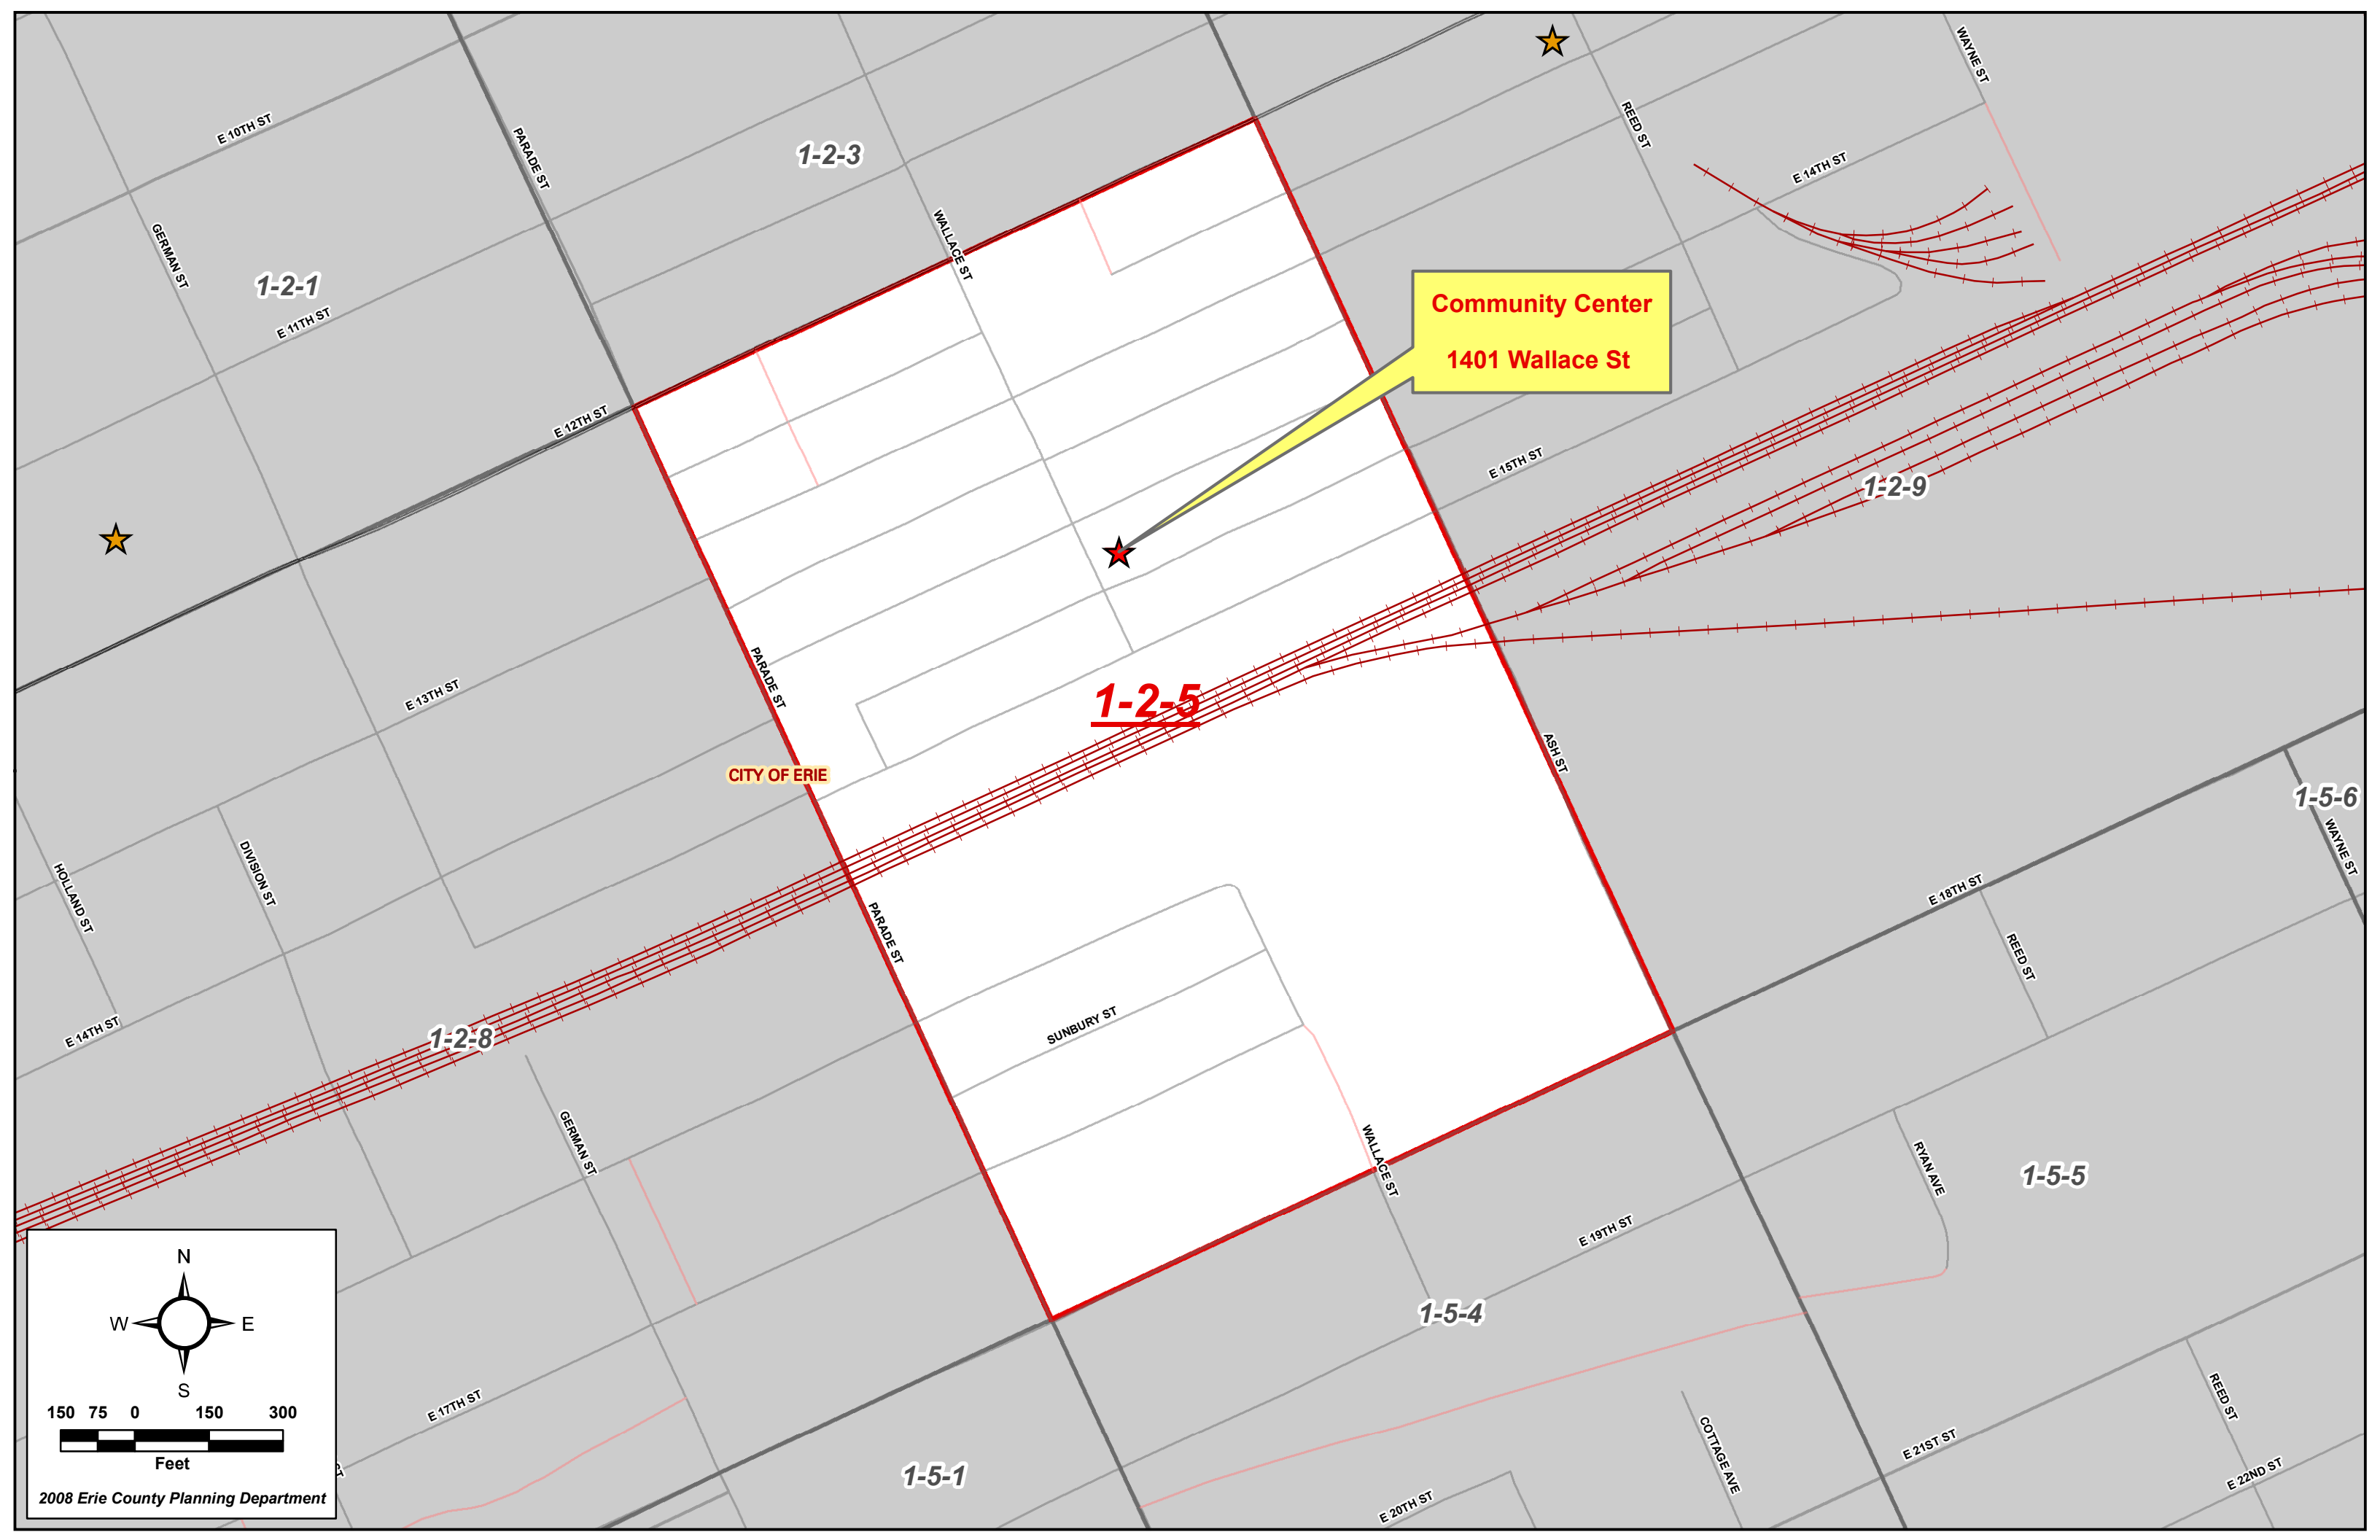 WAYNE ST
REED ST
E 10TH ST
PARADE ST
1-2-3
E 14TH ST
GERMAN ST
WALLACE ST
1-2-1
E 11TH ST
Community Center
1401 Wallace St
E 12TH ST
E 15TH ST
1-2-9
E 13TH ST
PARADE ST
1-2-5
ASH ST
CITY OF ERIE
1-5-6
WAYNE ST
HOLLAND ST
DIVISION ST
E 18TH ST
PARADE ST
REED ST
E 14TH ST
1-2-8
SUNBURY ST
GERMAN ST
WALLACE ST
RYAN AVE
1-5-5
E 19TH ST
1-5-4
N
W E
S
150 75 0 150 300
Feet
2008 Erie County Planning Department
E 17TH ST
ST
1-5-1
E 20TH ST
COTTAGE AVE
REED ST
E 21ST ST
E 22ND ST